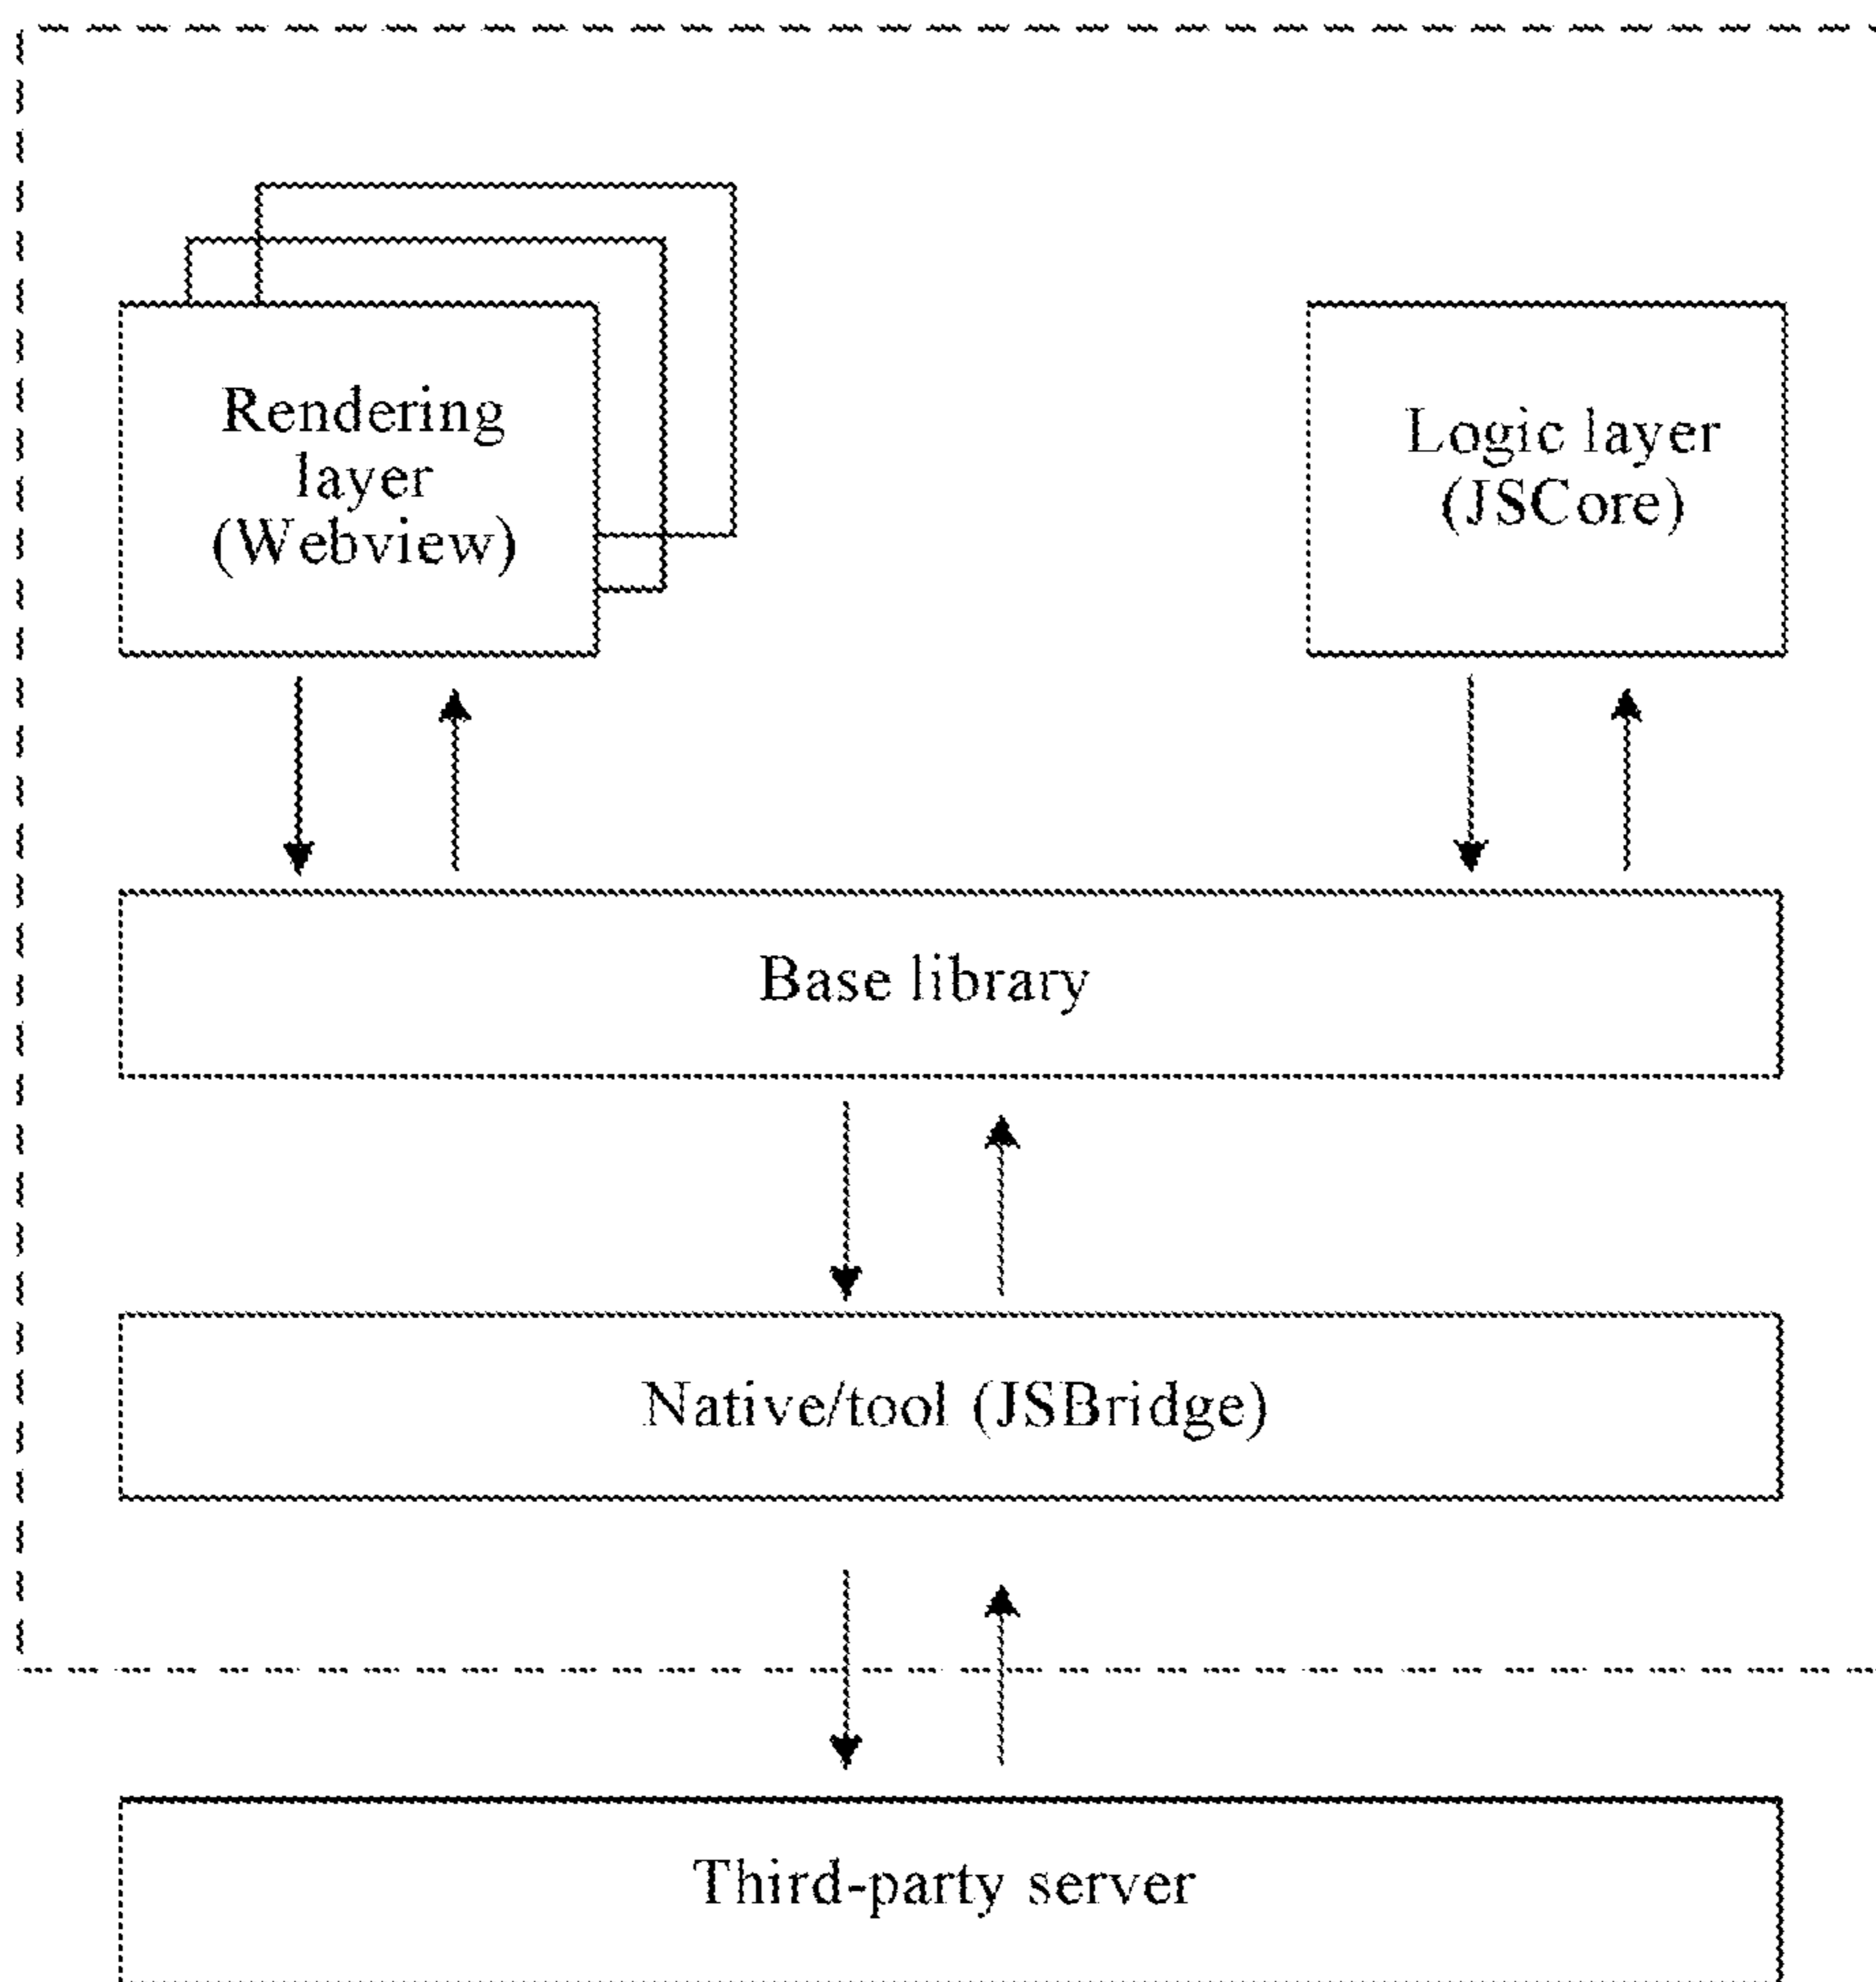 Rendering
layer
(Webview)
Logic layer
(JSCore)
Base library
Native/tool (JSBridge)
Third-party server